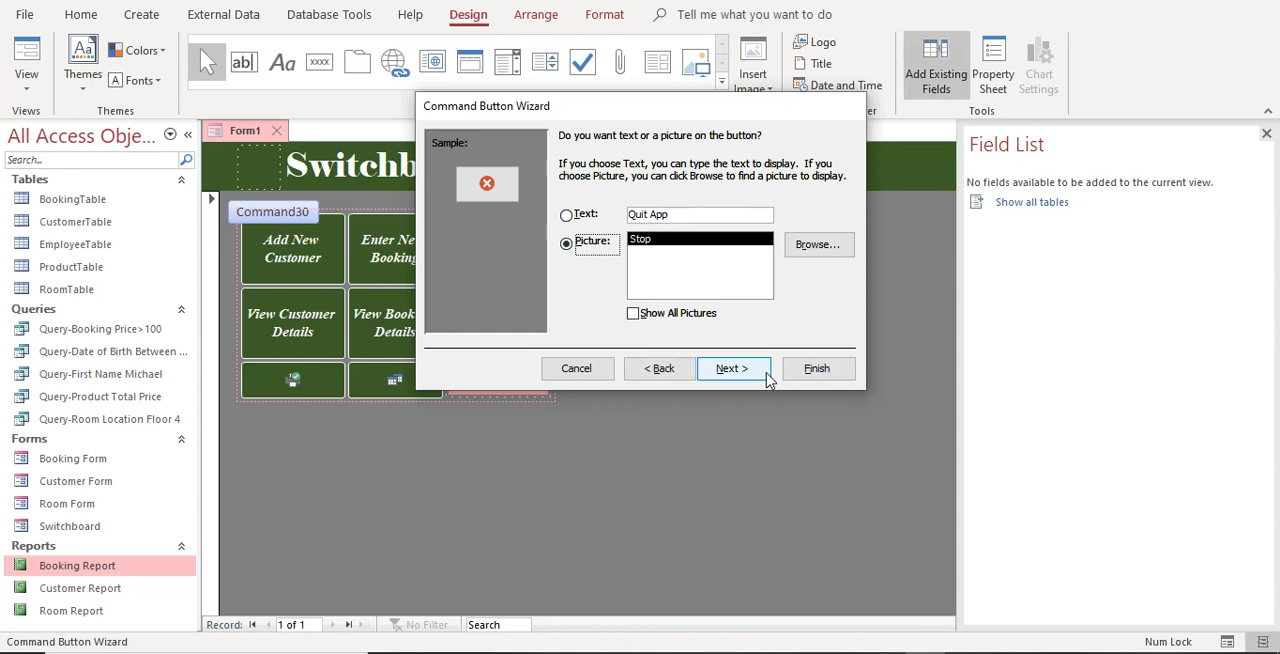 File Home Create External Data Database Tools Help Design Arrange Format Tell me what you want to do
View
Views
Aa
Themes
Colors
Fonts
Themes
ab|
Aa
xxxx
Insert
Image
Logo
Title
Date and Time
Add Existing
Fields
Property
Sheet
Chart
Settings
Tools
All Access Obje...
Search...
Tables
BookingTable
CustomerTable
EmployeeTable
ProductTable
RoomTable
Queries
Query-Booking Price>100
Query-Date of Birth Between ...
Query-First Name Michael
Query-Product Total Price
Query-Room Location Floor 4
Forms
Booking Form
Customer Form
Room Form
Switchboard
Reports
Booking Report
Customer Report
Room Report
Form1
Switchb
Command30
Add New
Customer
Enter Ne
Booking
View Customer
Details
View Book
Details
Command Button Wizard
Sample:
Do you want text or a picture on the button?
If you choose Text, you can type the text to display. If you
choose Picture, you can click Browse to find a picture to display.
Text: Quit App
Picture: Stop
Browse...
Show All Pictures
Cancel < Back Next > Finish
Field List
No fields available to be added to the current view.
Show all tables
Record: 1 of 1 No Filter Search
Command Button Wizard Num Lock